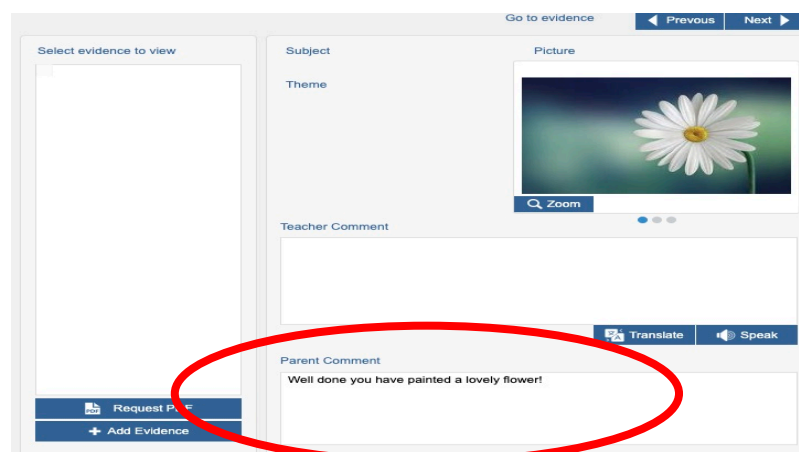 Go to evidence
Prevous
Next
Select evidence to view
Subject
Picture
Theme
Zoom
Teacher Comment
Translate
Speak
Parent Comment
Well done you have painted a lovely flower!
PDF
Request
Add Evidence